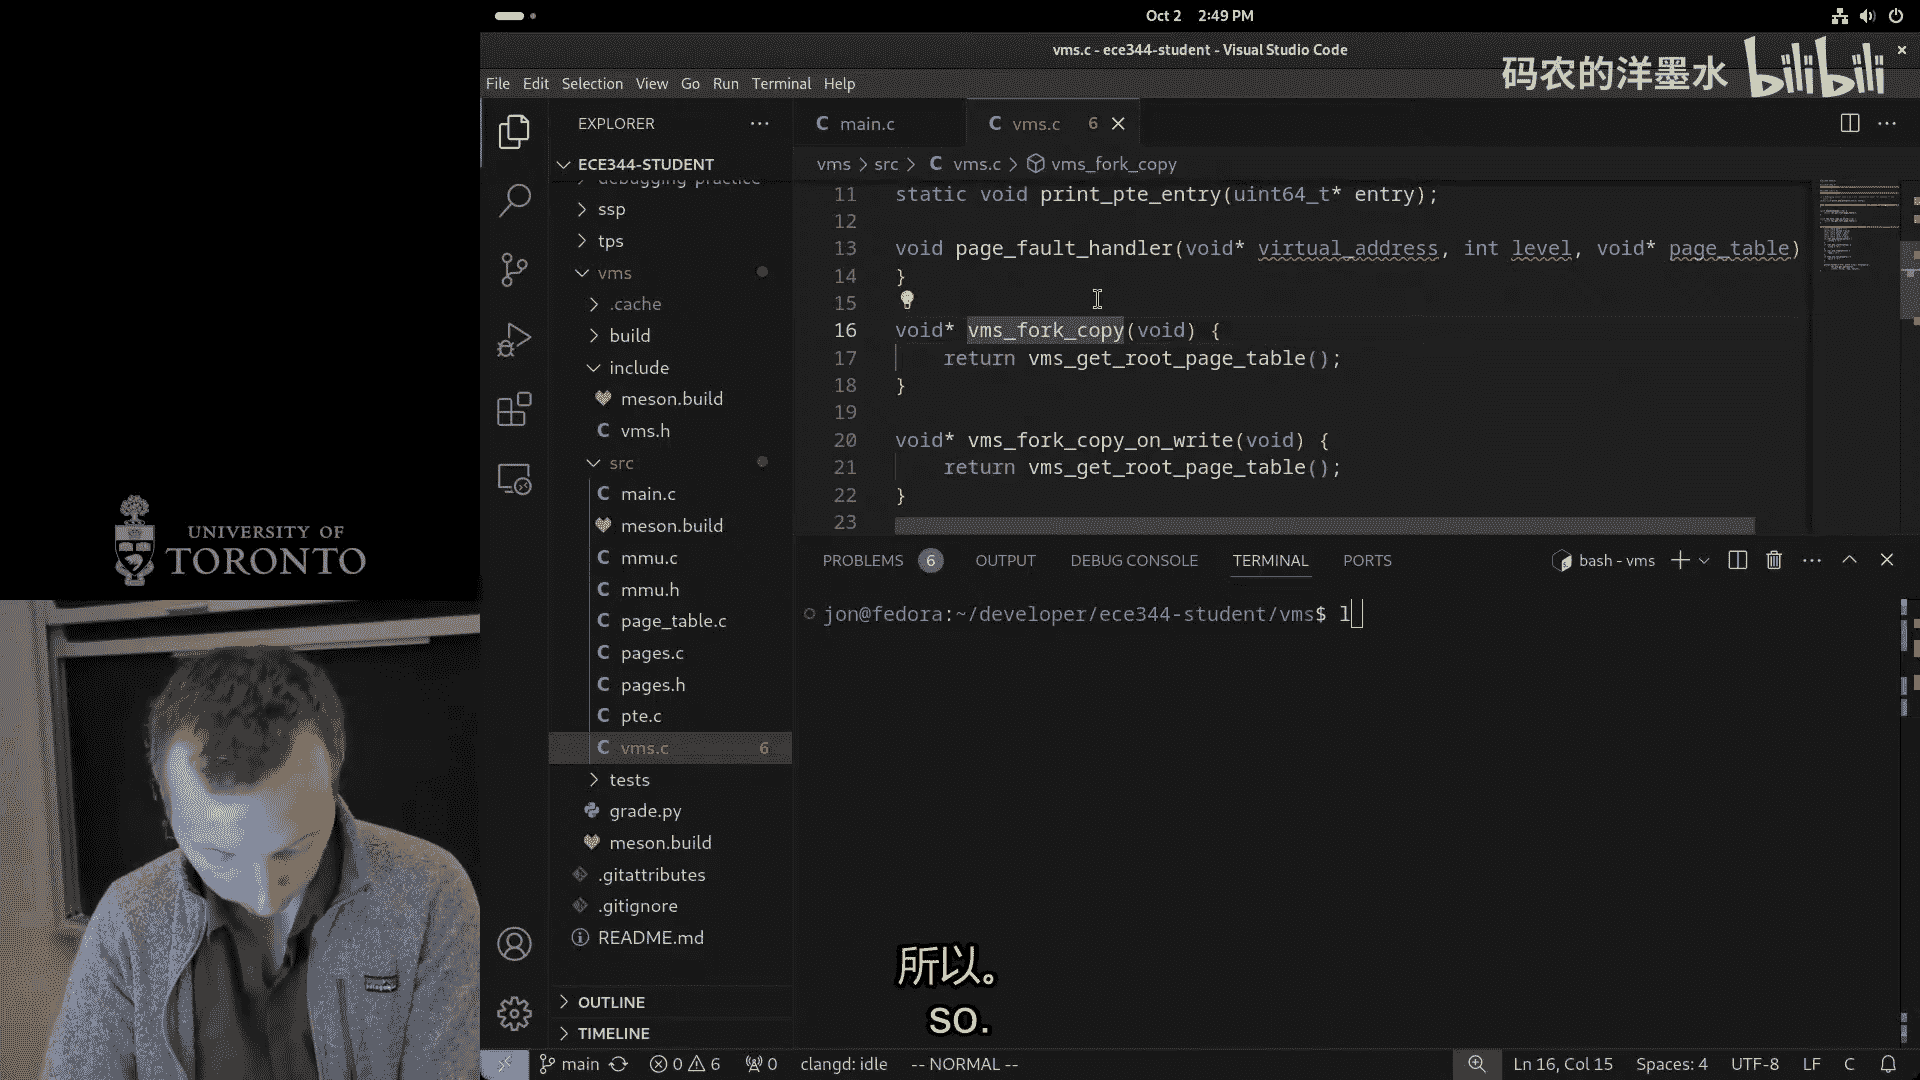 Oct 2 2:49 PM
vms.c - ece344-student - Visual Studio Code
码农的洋墨水 bilibili
File Edit Selection View Go Run Terminal Help
EXPLORER
main.c
vms.c 6
ECE344-STUDENT
vms > src > C vms.c > vms_fork_copy
debugging-practice
ssp
tps
vms
.cache
build
include
meson.build
vms.h
src
main.c
meson.build
mmu.c
mmu.h
page_table.c
pages.c
pages.h
pte.c
vms.c 6
tests
grade.py
meson.build
.gitattributes
.gitignore
README.md
OUTLINE
TIMELINE
11 static void print_pte_entry(uint64_t* entry);
12
13 void page_fault_handler(void* virtual_address, int level, void* page_table)
14 }
15
16 void* vms_fork_copy(void) {
17 return vms_get_root_page_table();
18 }
19
20 void* vms_fork_copy_on_write(void) {
21 return vms_get_root_page_table();
22 }
23
PROBLEMS 6 OUTPUT DEBUG CONSOLE TERMINAL PORTS bash - vms
jon@fedora:~/developer/ece344-student/vms$ l
UNIVERSITY OF
TORONTO
所以。
so.
main 0 6 0 clangd: idle -- NORMAL -- Ln 16, Col 15 Spaces: 4 UTF-8 LF C